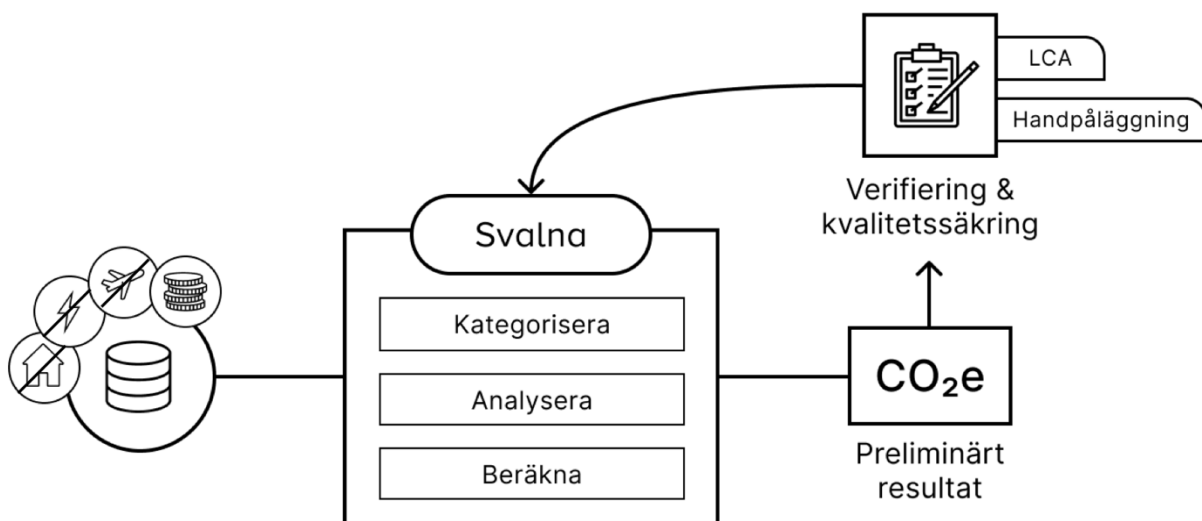 LCA
Handpåläggning
Verifiering &
kvalitetssäkring
Svalna
Kategorisera
Analysera
Beräkna
CO₂e
Preliminärt
resultat